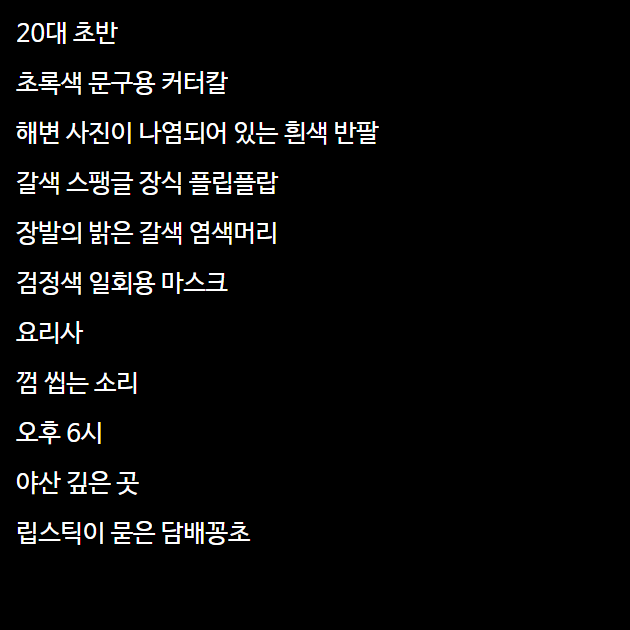 20대 초반
초록색 문구용 커터칼
해변 사진이 나염되어 있는 흰색 반팔
갈색 스팽글 장식 플립플랍
장발의 밝은 갈색 염색머리
검정색 일회용 마스크
요리사
껌 씹는 소리
오후 6시
야산 깊은 곳
립스틱이 묻은 담배꽁초